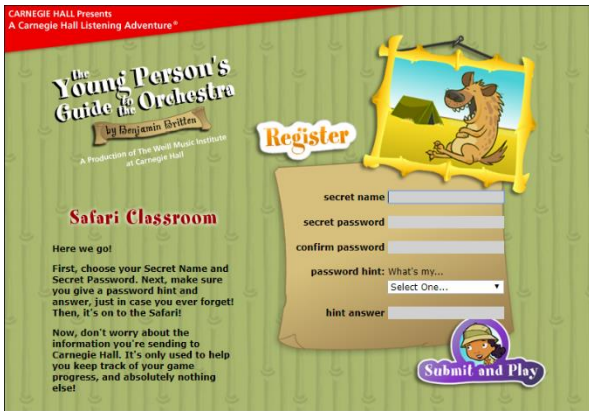 CARNEGIE HALL Presents
A Carnegie Hall Listening Adventure®
the
Young Person's
Guide to the Orchestra
by Benjamin Britten
A Production of The Weill Music Institute
at Carnegie Hall
Register
secret name
secret password
confirm password
password hint: What's my...
Select One...
hint answer
Submit and Play
Safari Classroom
Here we go!
First, choose your Secret Name and
Secret Password. Next, make sure
you give a password hint and
answer, just in case you ever forget!
Then, it's on to the Safari!
Now, don't worry about the
information you're sending to
Carnegie Hall. It's only used to help
you keep track of your game
progress, and absolutely nothing
else!